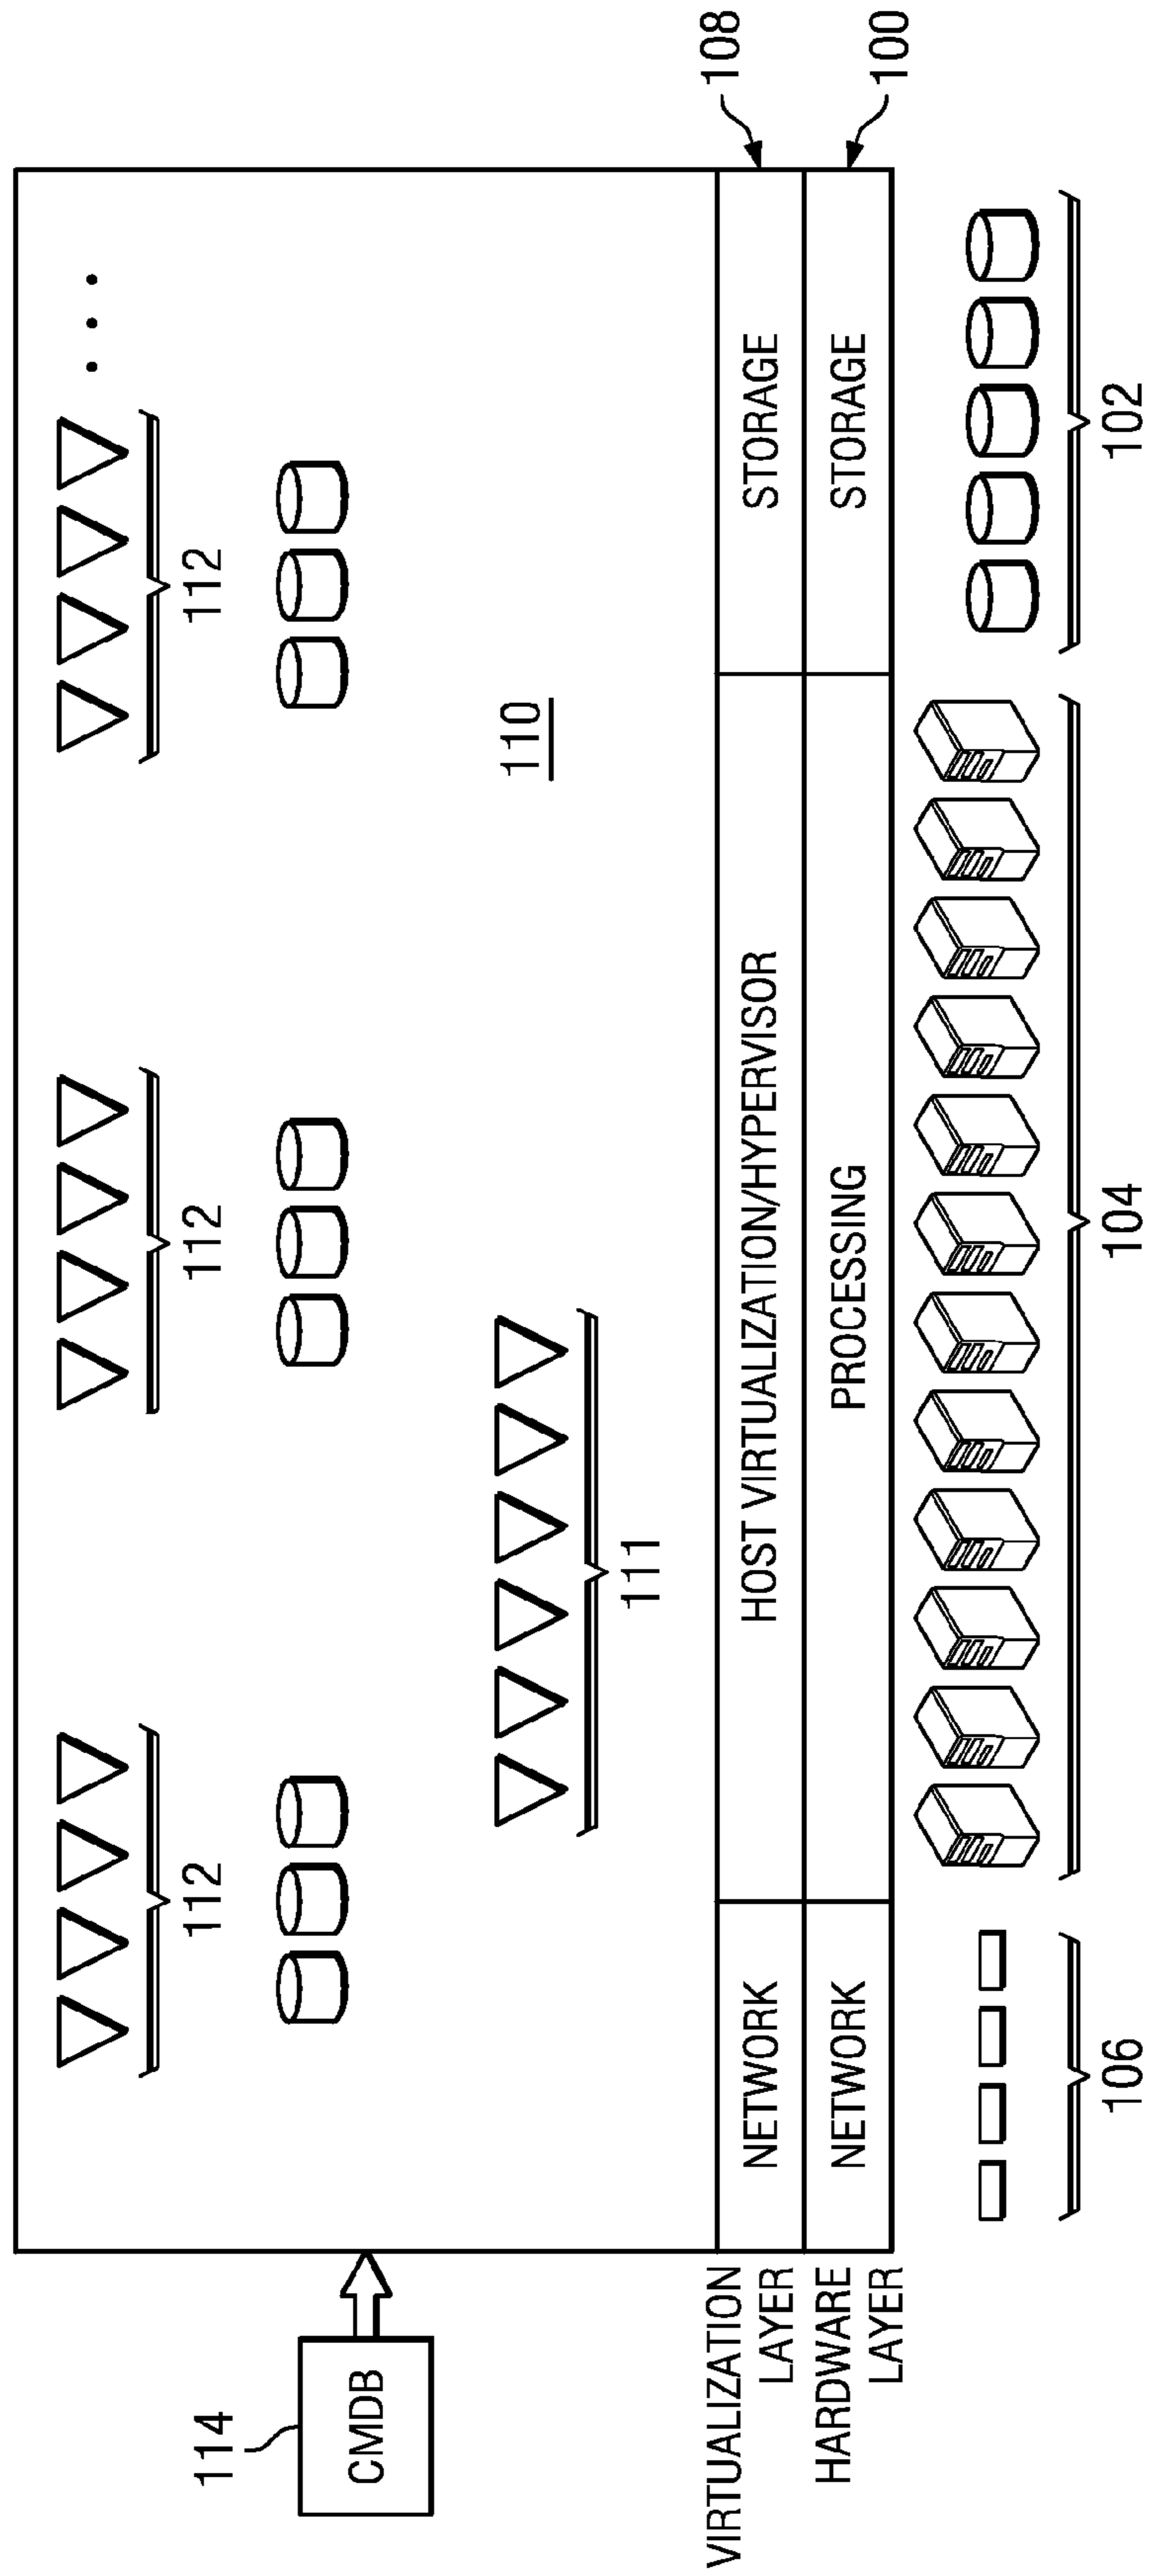 112
112
112
. . .
114
CMDB
110
111
VIRTUALIZATION
LAYER
NETWORK
HOST VIRTUALIZATION/HYPERVISOR
STORAGE
108
HARDWARE
LAYER
NETWORK
PROCESSING
STORAGE
100
106
104
102